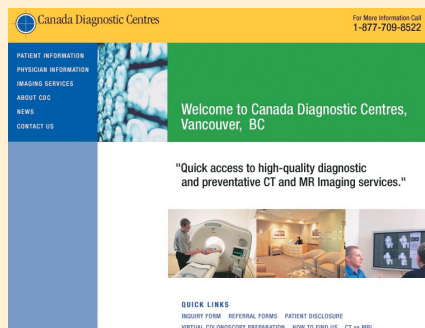 Canada Diagnostic Centres
For More Information Call
1-877-709-8522
PATIENT INFORMATION
PHYSICIAN INFORMATION
IMAGING SERVICES
ABOUT CDC
NEWS
CONTACT US
Welcome to Canada Diagnostic Centres,
Vancouver, BC
"Quick access to high-quality diagnostic
and preventative CT and MR Imaging services."
QUICK LINKS
INQUIRY FORM REFERRAL FORMS PATIENT DISCLOSURE
VIRTUAL COLONOSCOPY PREPARATION HOW TO FIND US CT or MRI